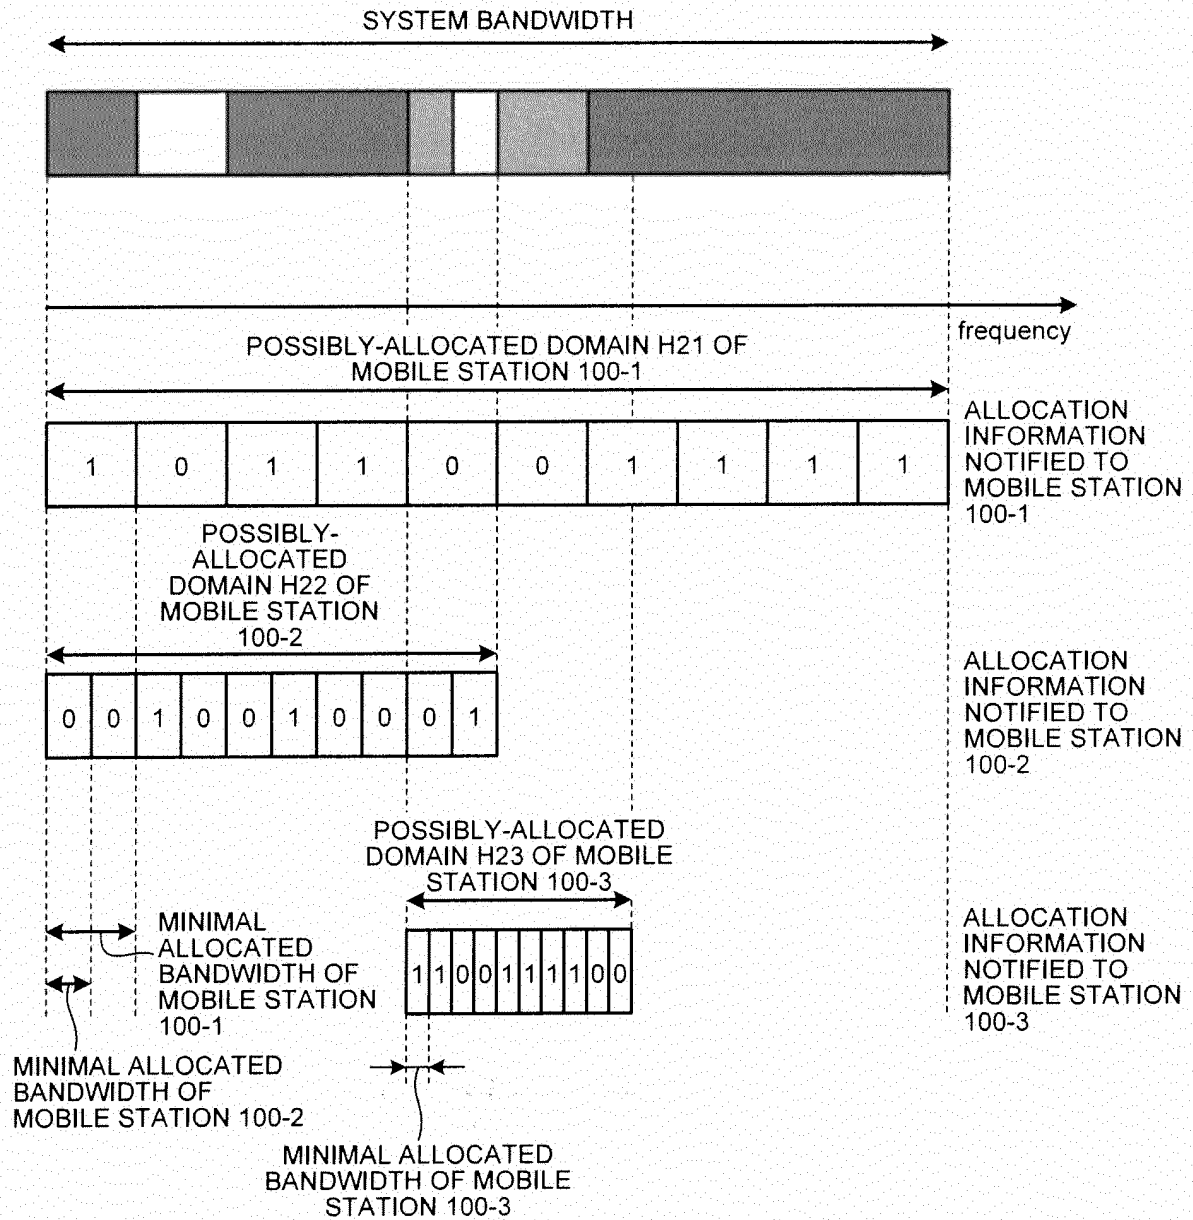 SYSTEM BANDWIDTH
frequency
POSSIBLY-ALLOCATED DOMAIN H21 OF
MOBILE STATION 100-1
1 0 1 1 0 0 1 1 1 1
ALLOCATION
INFORMATION
NOTIFIED TO
MOBILE STATION
100-1
POSSIBLY-
ALLOCATED
DOMAIN H22 OF
MOBILE STATION
100-2
0 0 1 0 0 1 0 0 0 1
ALLOCATION
INFORMATION
NOTIFIED TO
MOBILE STATION
100-2
POSSIBLY-ALLOCATED
DOMAIN H23 OF MOBILE
STATION 100-3
1 1 0 0 1 1 1 1 0 0
ALLOCATION
INFORMATION
NOTIFIED TO
MOBILE STATION
100-3
MINIMAL
ALLOCATED
BANDWIDTH OF
MOBILE STATION
100-1
MINIMAL ALLOCATED
BANDWIDTH OF
MOBILE STATION 100-2
MINIMAL ALLOCATED
BANDWIDTH OF MOBILE
STATION 100-3